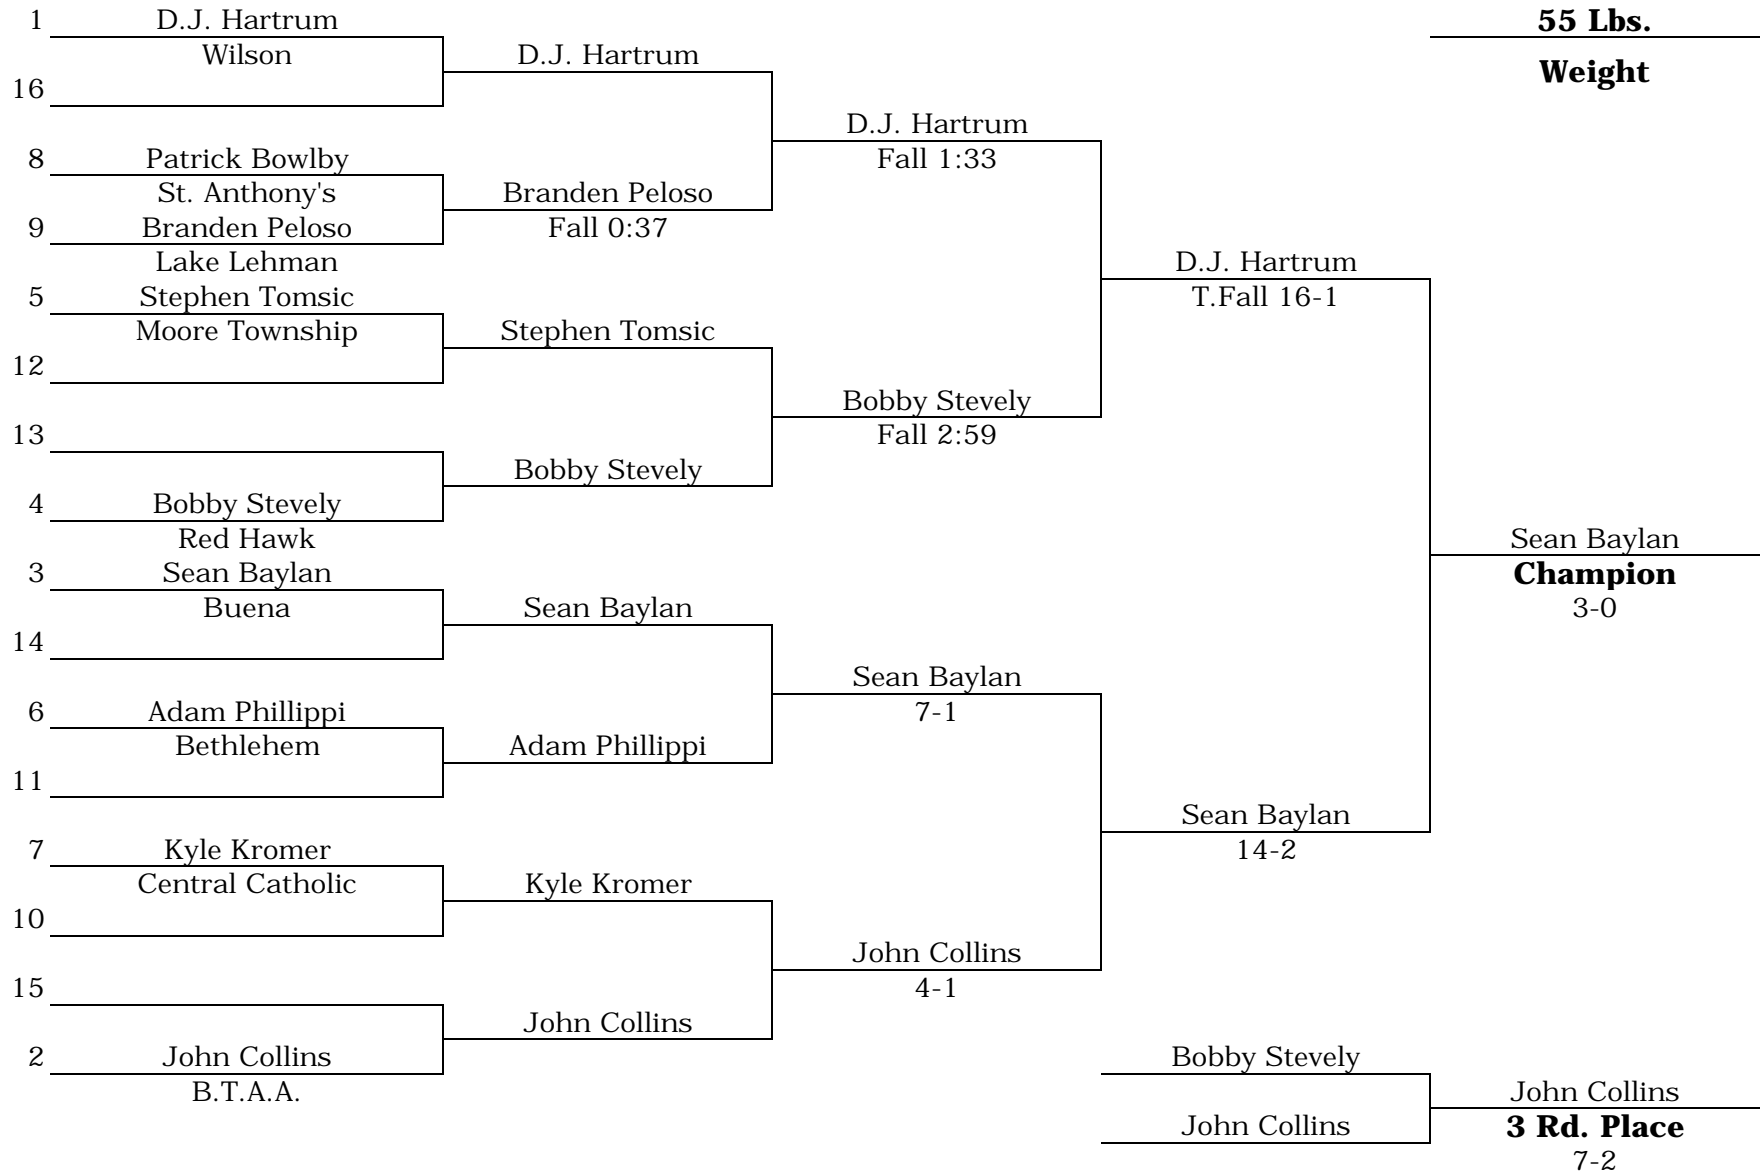 1 D.J. Hartrum
Wilson
16
8 Patrick Bowlby
St. Anthony's
9 Branden Peloso
Lake Lehman
5 Stephen Tomsic
Moore Township
12
13
4 Bobby Stevely
Red Hawk
3 Sean Baylan
Buena
14
6 Adam Phillippi
Bethlehem
11
7 Kyle Kromer
Central Catholic
10
15
2 John Collins
B.T.A.A.
D.J. Hartrum
Branden Peloso
Fall 0:37
Stephen Tomsic
Bobby Stevely
Sean Baylan
Adam Phillippi
Kyle Kromer
John Collins
D.J. Hartrum
Fall 1:33
Bobby Stevely
Fall 2:59
Sean Baylan
7-1
John Collins
4-1
D.J. Hartrum
T.Fall 16-1
Sean Baylan
14-2
Bobby Stevely
John Collins
55 Lbs.
Weight
Sean Baylan
Champion
3-0
John Collins
3 Rd. Place
7-2